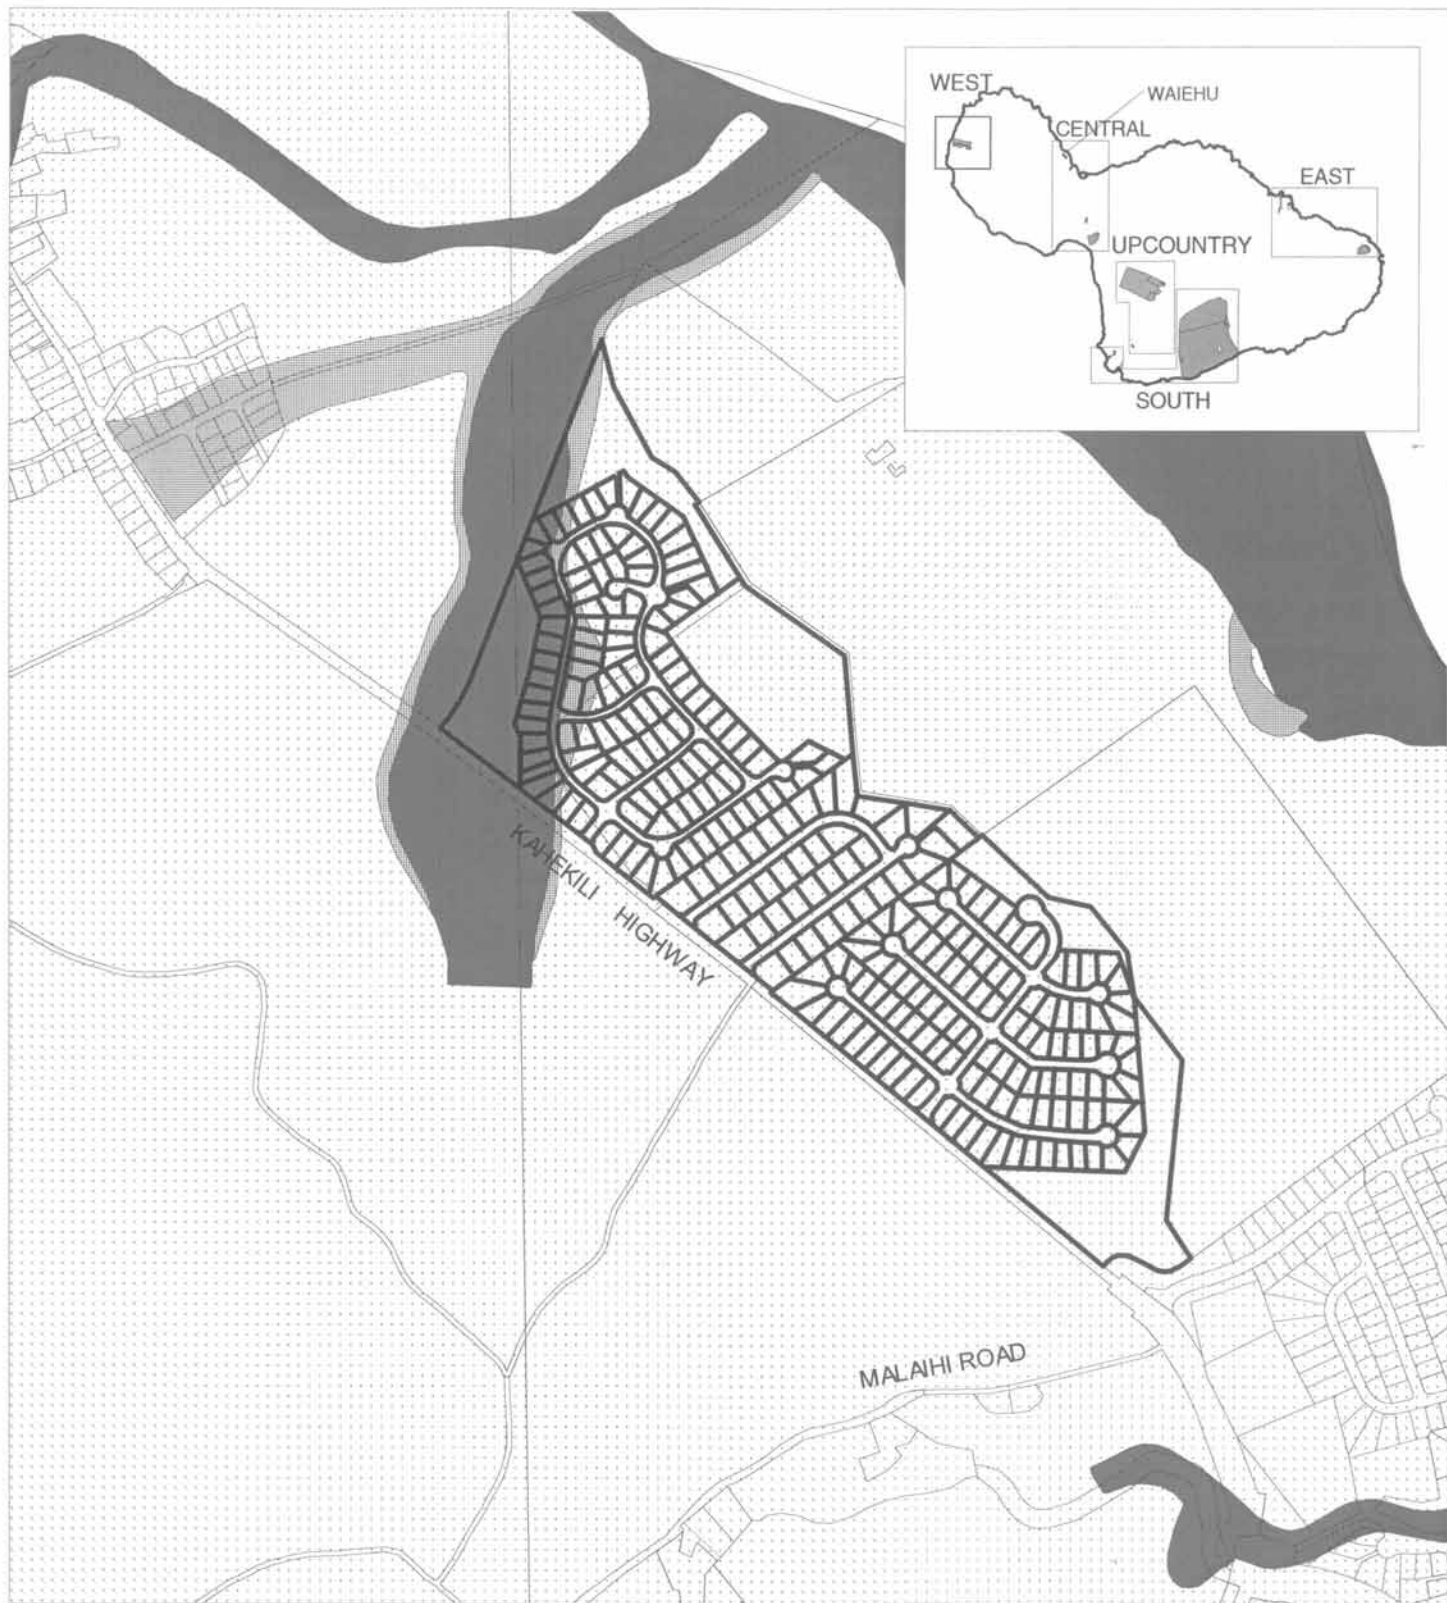 WEST
WAIEHU
CENTRAL
EAST
UPCOUNTRY
SOUTH
KAHEKILI HIGHWAY
MALAIHI ROAD